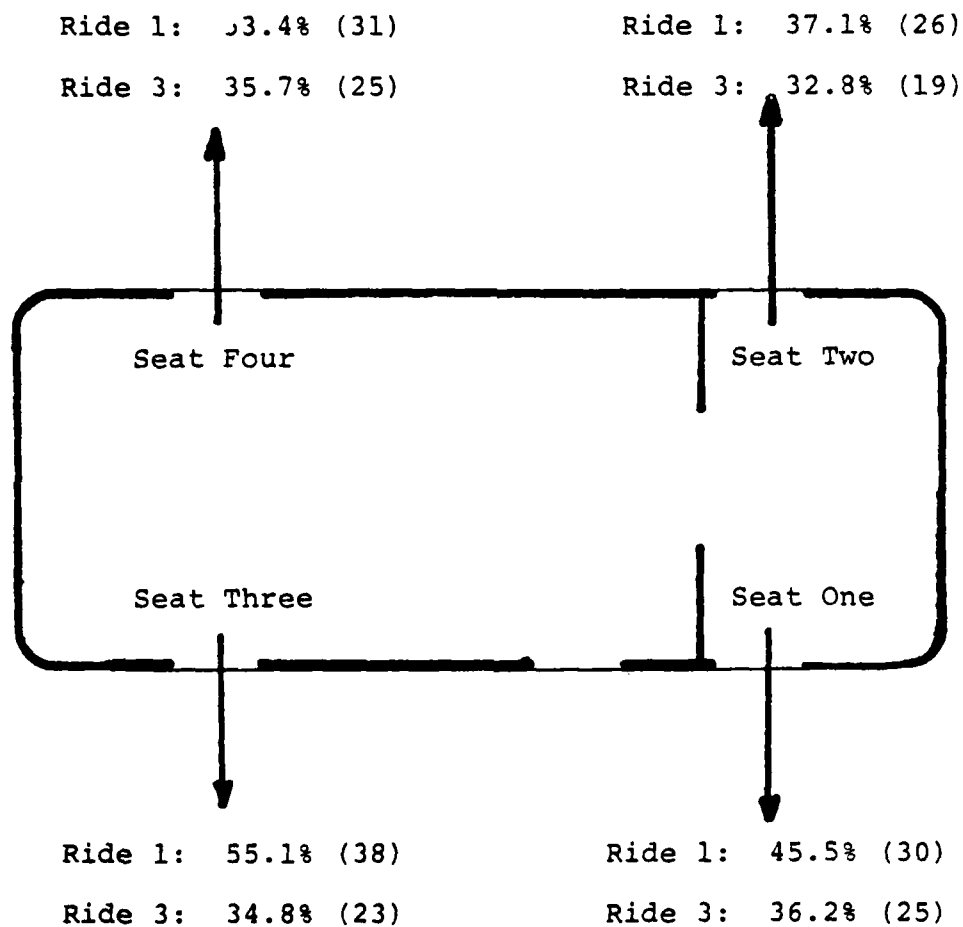 Ride 1: (31)
Ride 1: 37.1% (26)
Ride 3: 35.7% (25)
Ride 3: 32.8% (19)
Seat Four
Seat Two
Seat Three
Seat One
Ride 1: 55.1% (38)
Ride 1: 45.5% (30)
Ride 3: 34.8% (23)
Ride 3: 36.2% (25)